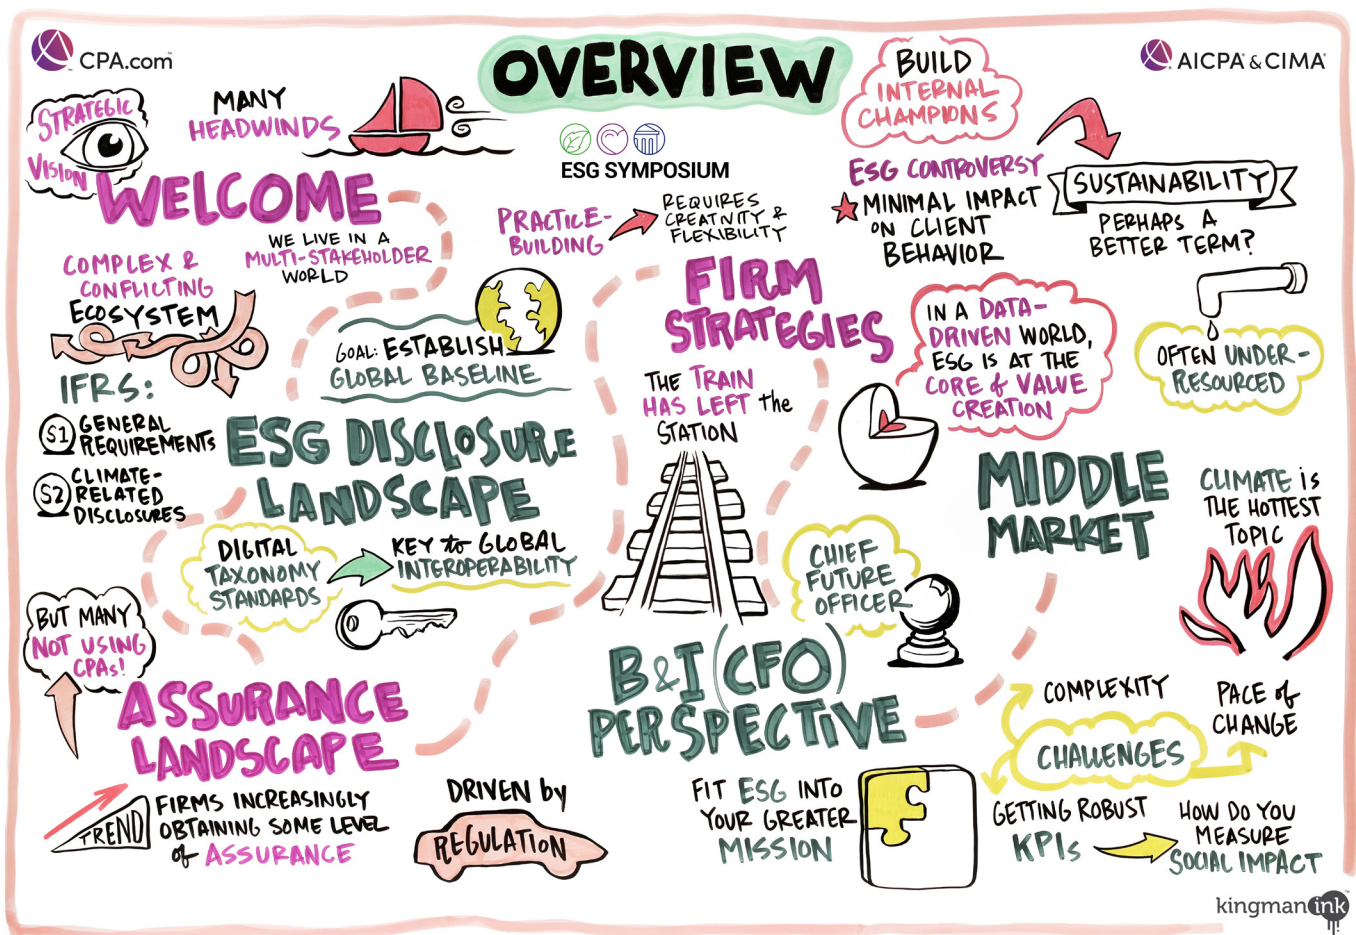 CPA.com
OVERVIEW
ESG SYMPOSIUM
AICPA & CIMA
STRATEGIC
VISION
MANY
HEADWINDS
WELCOME
WE LIVE IN A
MULTI-STAKEHOLDER
WORLD
COMPLEX &
CONFLICTING
ECOSYSTEM
GOAL: ESTABLISH
GLOBAL BASELINE
IFRS:
S1 GENERAL
REQUIREMENTS
S2 CLIMATE-
RELATED
DISCLOSURES
ESG DISCLOSURE
LANDSCAPE
DIGITAL
TAXONOMY
STANDARDS
KEY to GLOBAL
INTEROPERABILITY
BUT MANY
NOT USING
CPAs!
ASSURANCE
LANDSCAPE
TREND
FIRMS INCREASINGLY
OBTAINING SOME LEVEL
of ASSURANCE
DRIVEN by
REGULATION
PRACTICE-
BUILDING
REQUIRES
CREATIVITY &
FLEXIBILITY
FIRM
STRATEGIES
THE TRAIN
HAS LEFT the
STATION
BUILD
INTERNAL
CHAMPIONS
ESG CONTROVERSY
MINIMAL IMPACT
ON CLIENT
BEHAVIOR
SUSTAINABILITY
PERHAPS A
BETTER TERM?
IN A DATA-
DRIVEN WORLD,
ESG IS AT THE
CORE of VALUE
CREATION
OFTEN UNDER-
RESOURCED
MIDDLE
MARKET
CLIMATE is
THE HOTTEST
TOPIC
CHIEF
FUTURE
OFFICER
B&I (CFO)
PERSPECTIVE
FIT ESG INTO
YOUR GREATER
MISSION
COMPLEXITY
PACE of
CHANGE
CHALLENGES
GETTING ROBUST
KPIs
HOW DO YOU
MEASURE
SOCIAL IMPACT
kingman ink